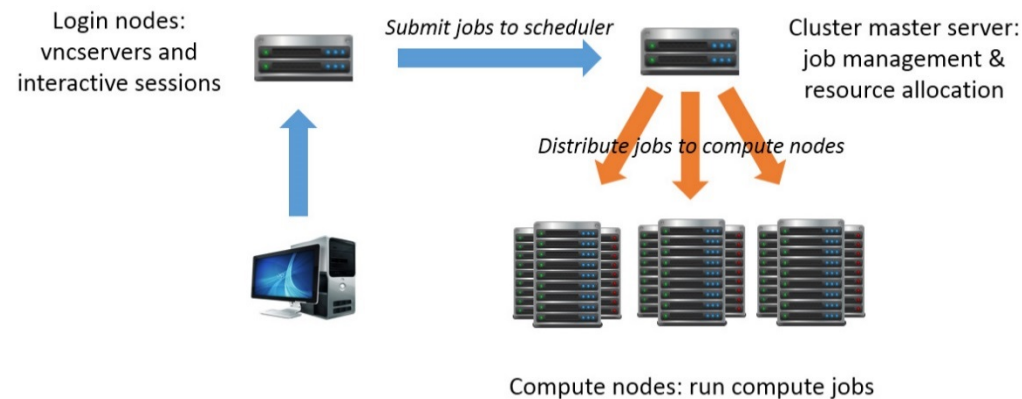 Login nodes:
vncservers and
interactive sessions
Submit jobs to scheduler
Cluster master server:
job management &
resource allocation
Distribute jobs to compute nodes
Compute nodes: run compute jobs